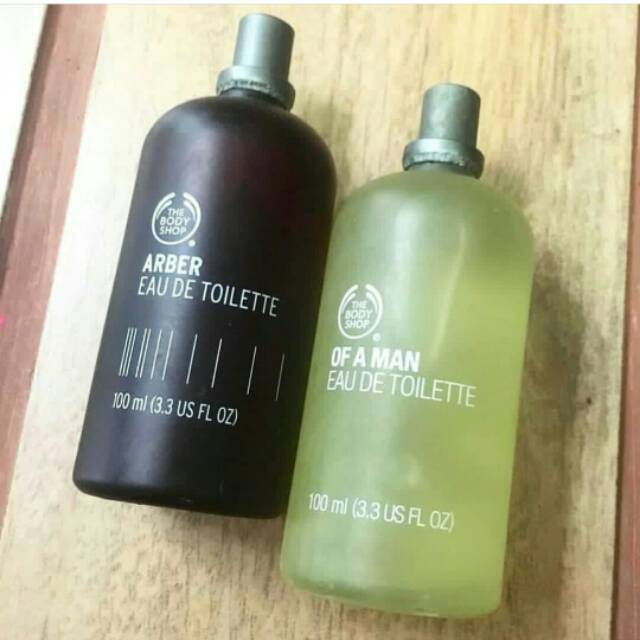 THE
BODY
SHOP
®
ARBER
EAU DE TOILETTE
100 ml (3.3 US FL OZ)
THE
BODY
SHOP
®
OF A MAN
EAU DE TOILETTE
100 ml (3.3 US FL OZ)